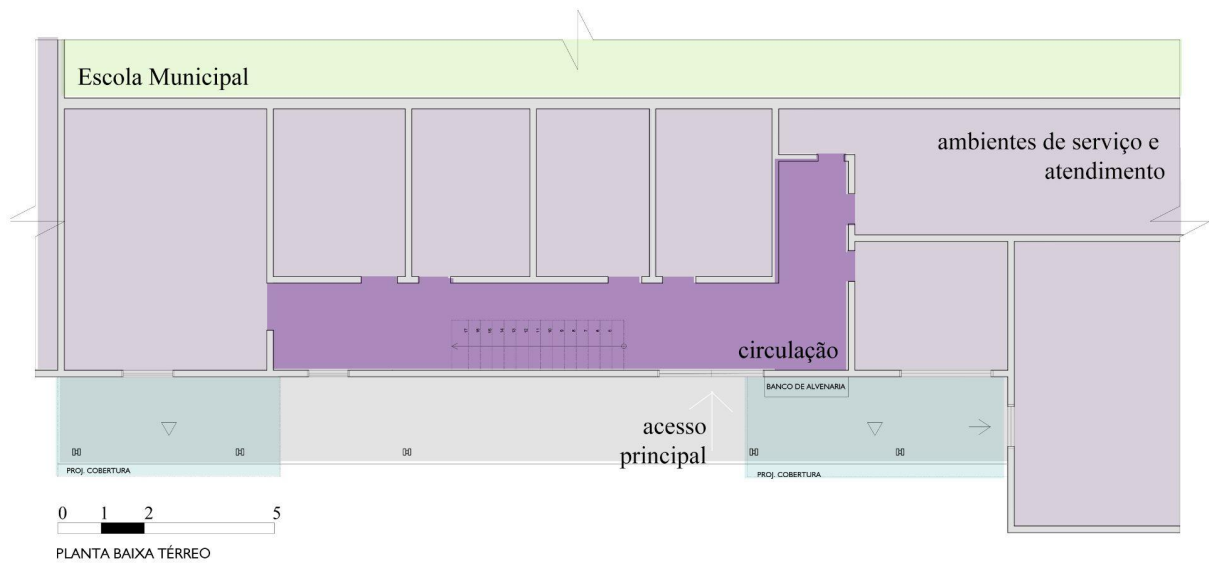 Escola Municipal
ambientes de serviço e
atendimento
circulação
BANCO DE ALVENARIA
acesso
principal
PROJ. COBERTURA
PROJ. COBERTURA
0 1 2 5
PLANTA BAIXA TÉRREO